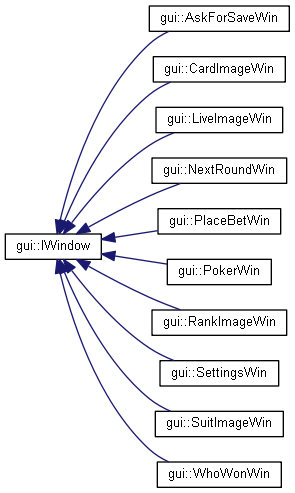 gui::AskForSaveWin
gui::CardImageWin
gui::LiveImageWin
gui::NextRoundWin
gui::PlaceBetWin
gui::IWindow
gui::PokerWin
gui::RankImageWin
gui::SettingsWin
gui::SuitImageWin
gui::WhoWonWin